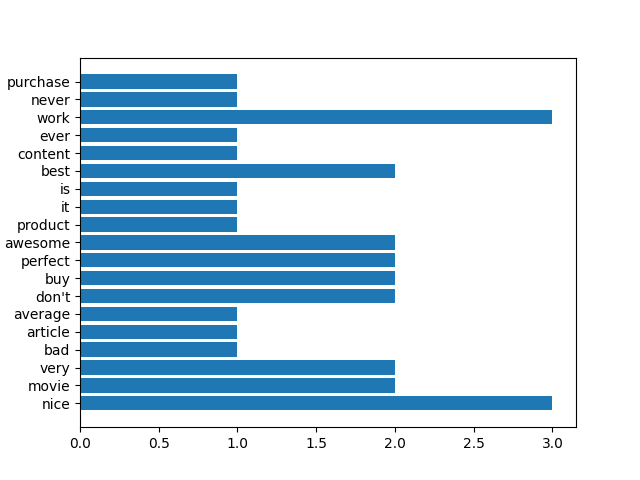 purchase
never
work
ever
content
best
is
it
product
awesome
perfect
buy
don't
average
article
bad
very
movie
nice
0.0 0.5 1.0 1.5 2.0 2.5 3.0